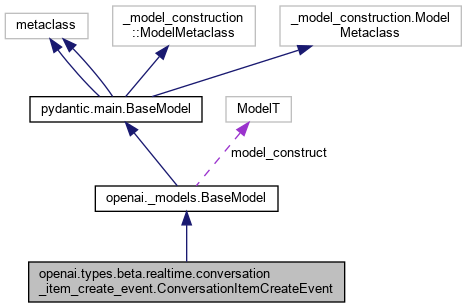 metaclass
_model_construction
::ModelMetaclass
_model_construction.Model
Metaclass
pydantic.main.BaseModel
ModelT
model_construct
openai._models.BaseModel
openai.types.beta.realtime.conversation
_item_create_event.ConversationItemCreateEvent